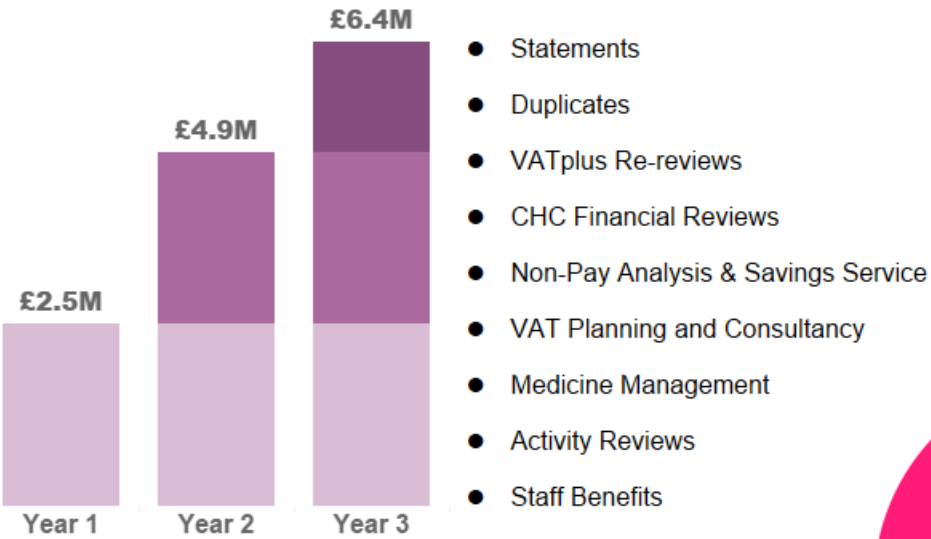 £6.4M
£4.9M
£2.5M
Year 1
Year 2
Year 3
● Statements
● Duplicates
● VATplus Re-reviews
● CHC Financial Reviews
● Non-Pay Analysis & Savings Service
● VAT Planning and Consultancy
● Medicine Management
● Activity Reviews
● Staff Benefits